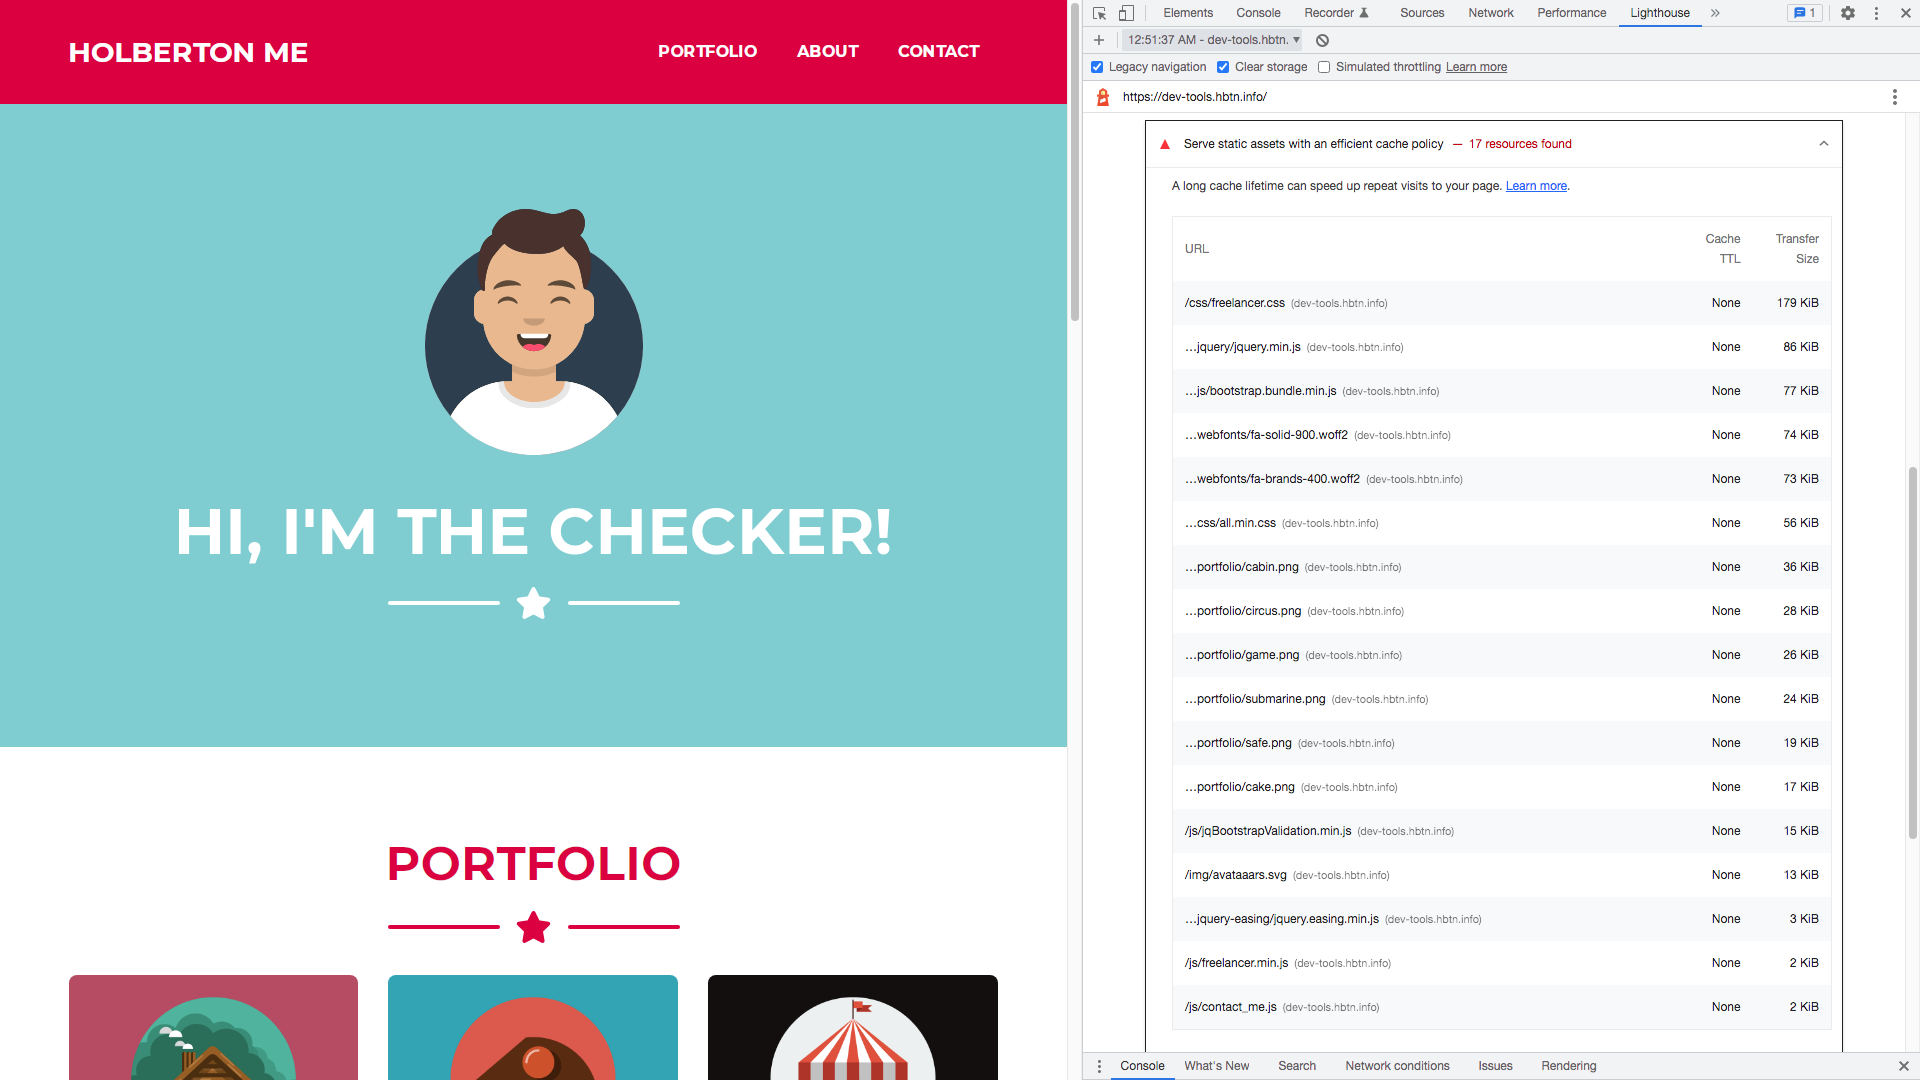 HOLBERTON ME
PORTFOLIO ABOUT CONTACT
HI, I'M THE CHECKER!
PORTFOLIO
Elements Console Recorder Sources Network Performance Lighthouse » 1
12:51:37 AM - dev-tools.hbtn.
Legacy navigation Clear storage Simulated throttling Learn more
https://dev-tools.hbtn.info/
Serve static assets with an efficient cache policy — 17 resources found
A long cache lifetime can speed up repeat visits to your page. Learn more.
URL Cache TTL Transfer Size
/css/freelancer.css (dev-tools.hbtn.info) None 179 KiB
…jquery/jquery.min.js (dev-tools.hbtn.info) None 86 KiB
…js/bootstrap.bundle.min.js (dev-tools.hbtn.info) None 77 KiB
…webfonts/fa-solid-900.woff2 (dev-tools.hbtn.info) None 74 KiB
…webfonts/fa-brands-400.woff2 (dev-tools.hbtn.info) None 73 KiB
…css/all.min.css (dev-tools.hbtn.info) None 56 KiB
…portfolio/cabin.png (dev-tools.hbtn.info) None 36 KiB
…portfolio/circus.png (dev-tools.hbtn.info) None 28 KiB
…portfolio/game.png (dev-tools.hbtn.info) None 26 KiB
…portfolio/submarine.png (dev-tools.hbtn.info) None 24 KiB
…portfolio/safe.png (dev-tools.hbtn.info) None 19 KiB
…portfolio/cake.png (dev-tools.hbtn.info) None 17 KiB
/js/jqBootstrapValidation.min.js (dev-tools.hbtn.info) None 15 KiB
/img/avataaars.svg (dev-tools.hbtn.info) None 13 KiB
…jquery-easing/jquery.easing.min.js (dev-tools.hbtn.info) None 3 KiB
/js/freelancer.min.js (dev-tools.hbtn.info) None 2 KiB
/js/contact_me.js (dev-tools.hbtn.info) None 2 KiB
Console What's New Search Network conditions Issues Rendering